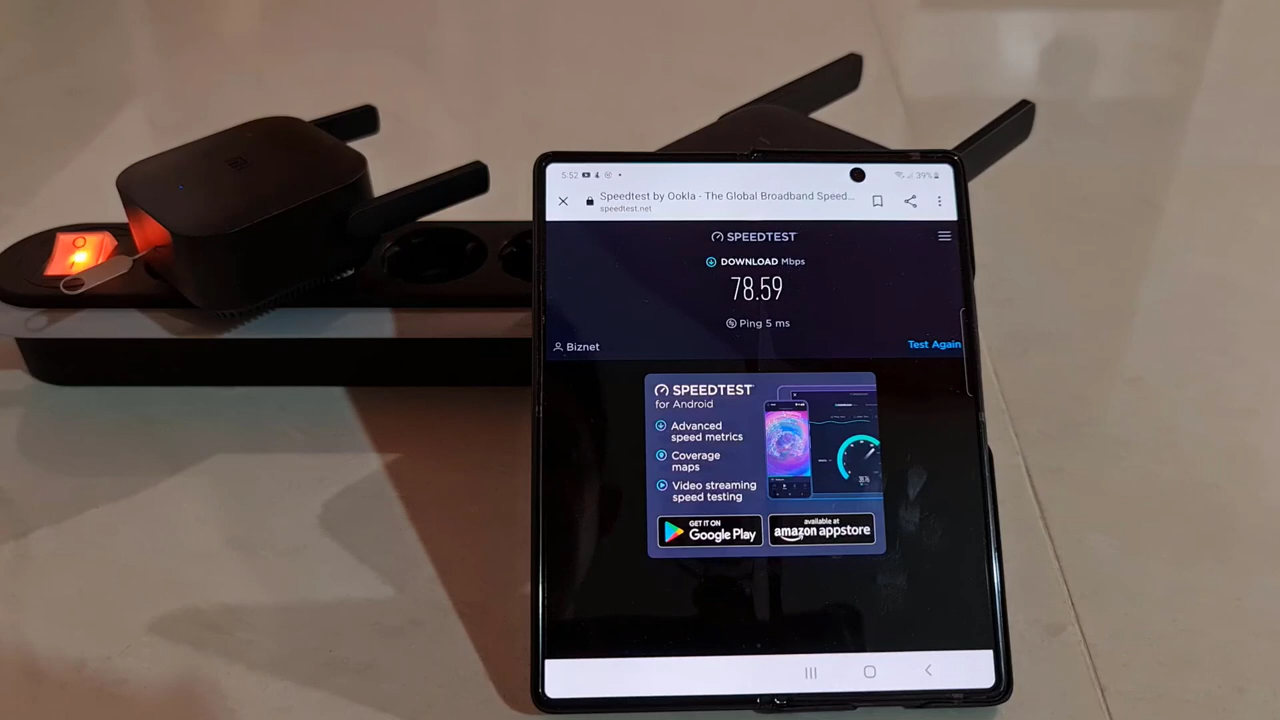 5:52
39%
Speedtest by Ookla - The Global Broadband Speed...
speedtest.net
SPEEDTEST
DOWNLOAD Mbps
78.59
Ping 5 ms
Biznet
Test Again
SPEEDTEST
for Android
Advanced
speed metrics
Coverage
maps
Video streaming
speed testing
GET IT ON
Google Play
available at
amazon appstore